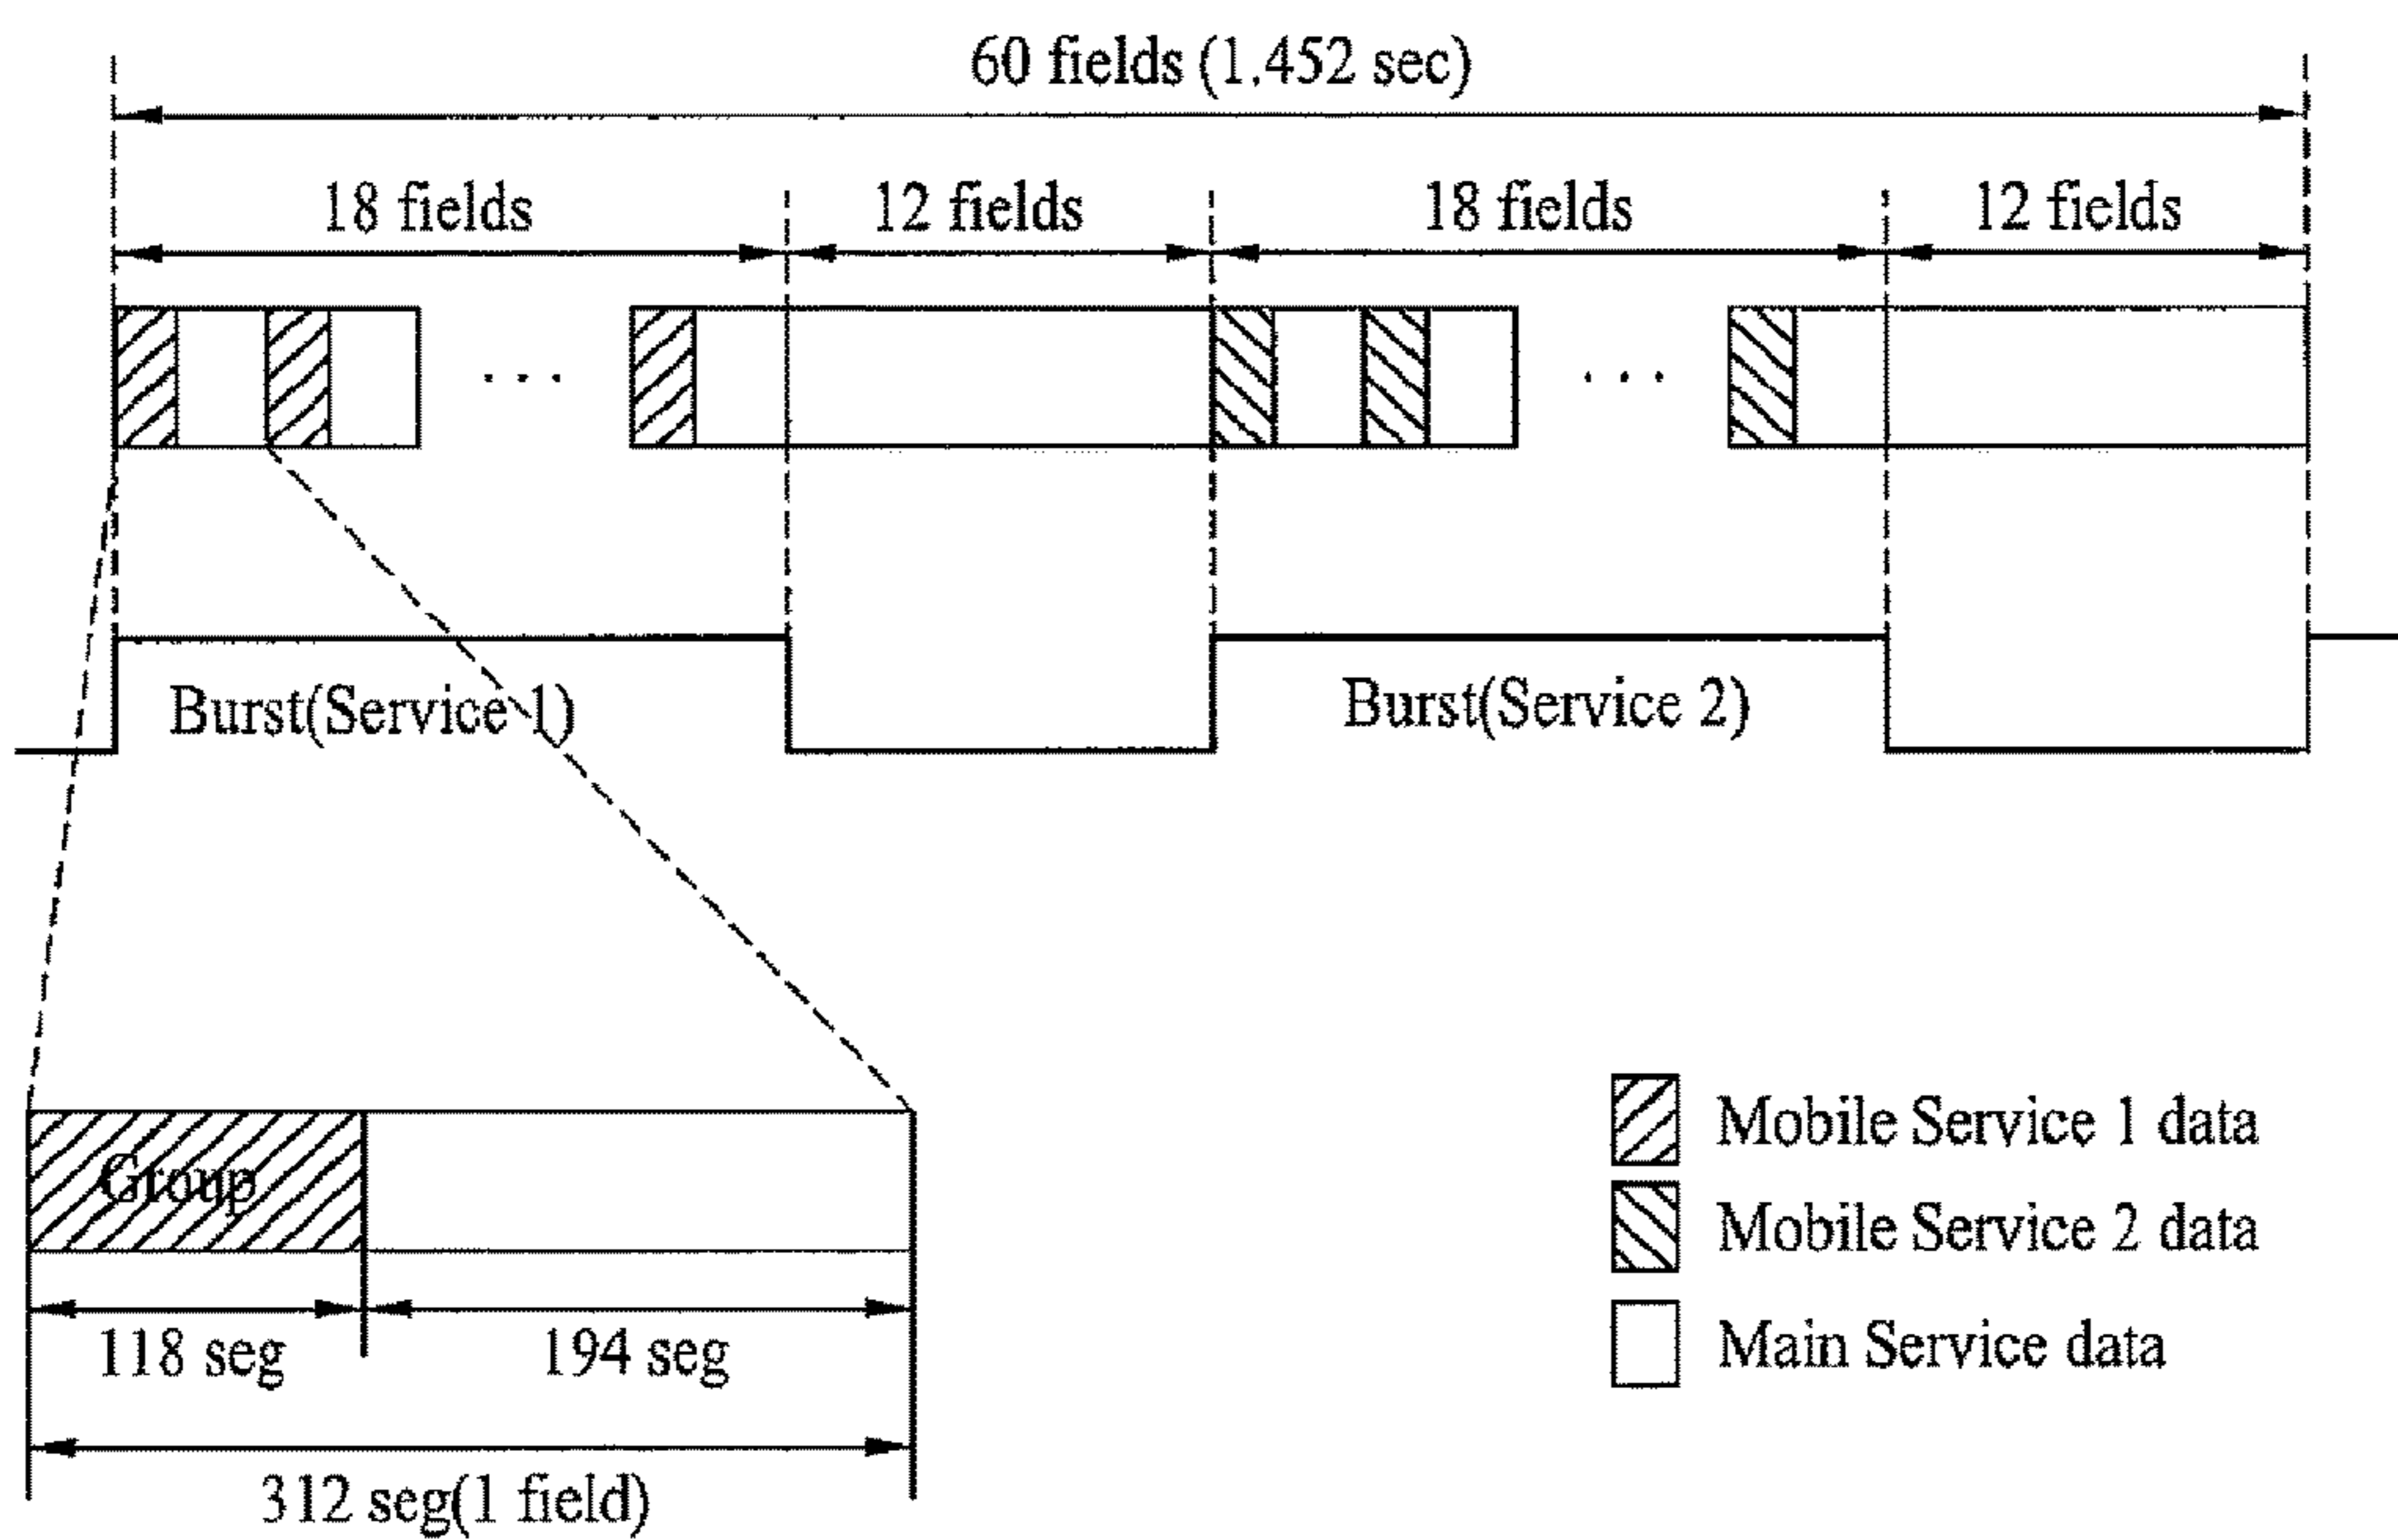 60 fields (1.452 sec)
18 fields
12 fields
18 fields
12 fields
. . .
. . .
Burst(Service 1)
Burst(Service 2)
Group
118 seg
194 seg
312 seg(1 field)
Mobile Service 1 data
Mobile Service 2 data
Main Service data